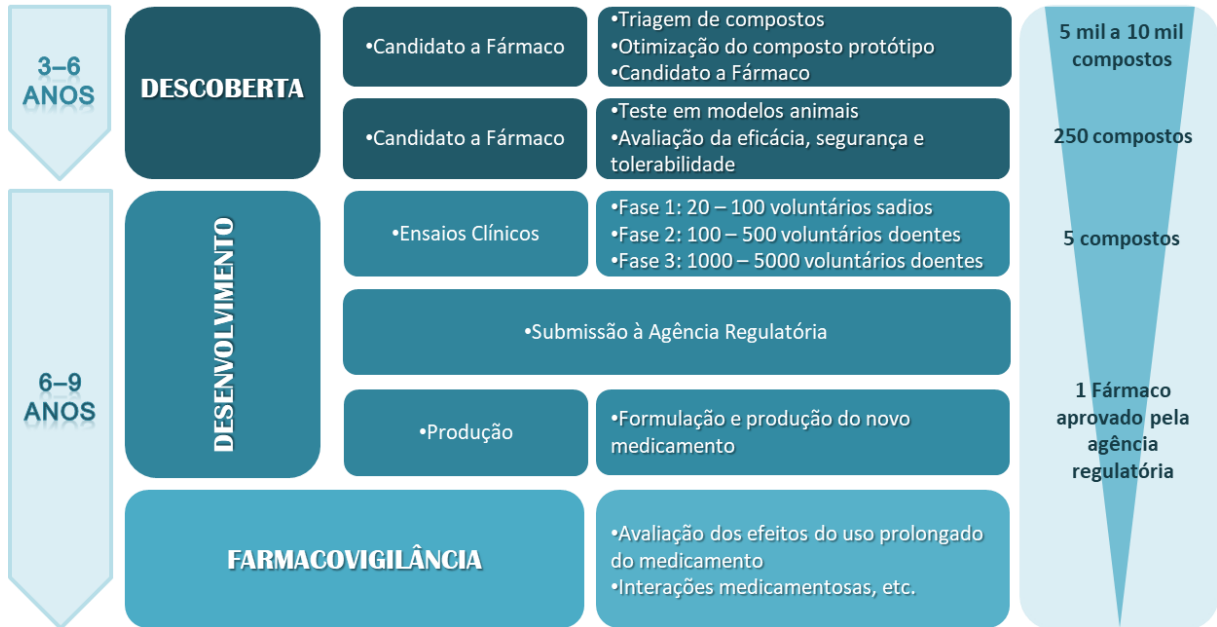 3–6
ANOS
DESCOBERTA
•Candidato a Fármaco
•Triagem de compostos
•Otimização do composto protótipo
•Candidato a Fármaco
5 mil a 10 mil
compostos
•Candidato a Fármaco
•Teste em modelos animais
•Avaliação da eficácia, segurança e
tolerabilidade
250 compostos
6–9
ANOS
DESENVOLVIMENTO
•Ensaios Clínicos
•Fase 1: 20 – 100 voluntários sadios
•Fase 2: 100 – 500 voluntários doentes
•Fase 3: 1000 – 5000 voluntários doentes
5 compostos
•Submissão à Agência Regulatória
•Produção
•Formulação e produção do novo
medicamento
1 Fármaco
aprovado pela
agência
regulatória
FARMACOVIGILÂNCIA
•Avaliação dos efeitos do uso prolongado
do medicamento
•Interações medicamentosas, etc.